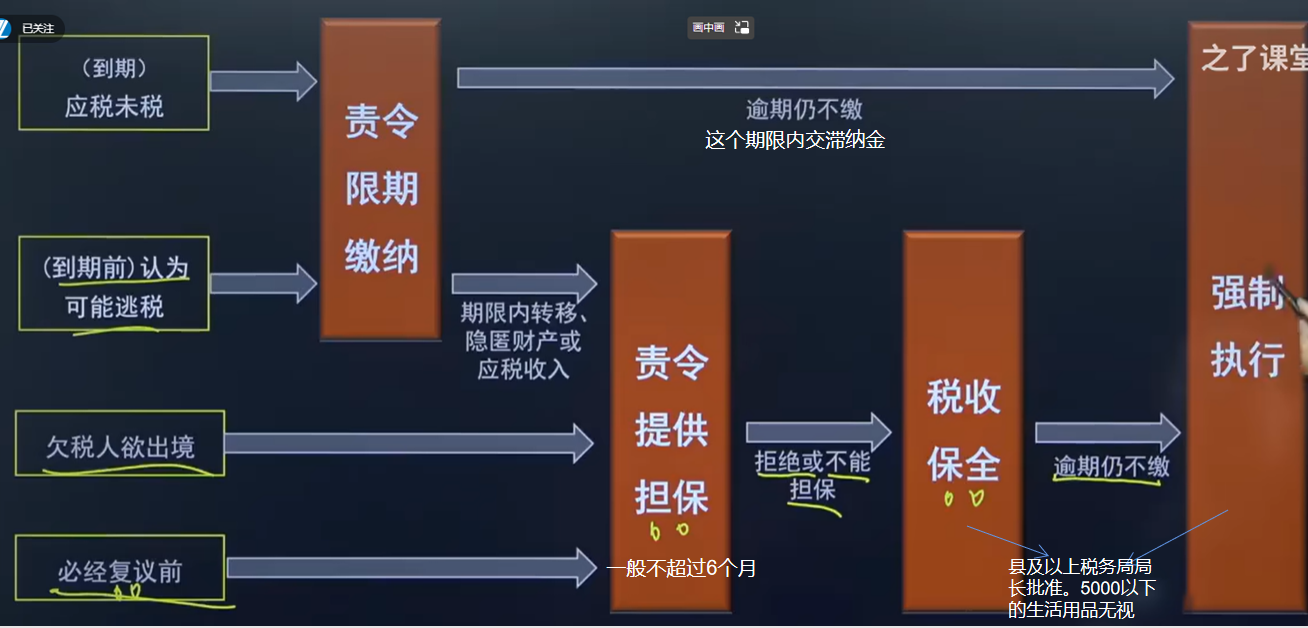 已关注
画中画
之了课堂
（到期）
应税未税
责令
限期
缴纳
逾期仍不缴
这个期限内交滞纳金
(到期前)认为
可能逃税
期限内转移、
隐匿财产或
应税收入
欠税人欲出境
必经复议前
责令
提供
担保
一般不超过6个月
拒绝或不能
担保
税收
保全
逾期仍不缴
强制
执行
县及以上税务局局
长批准。5000以下
的生活用品无视